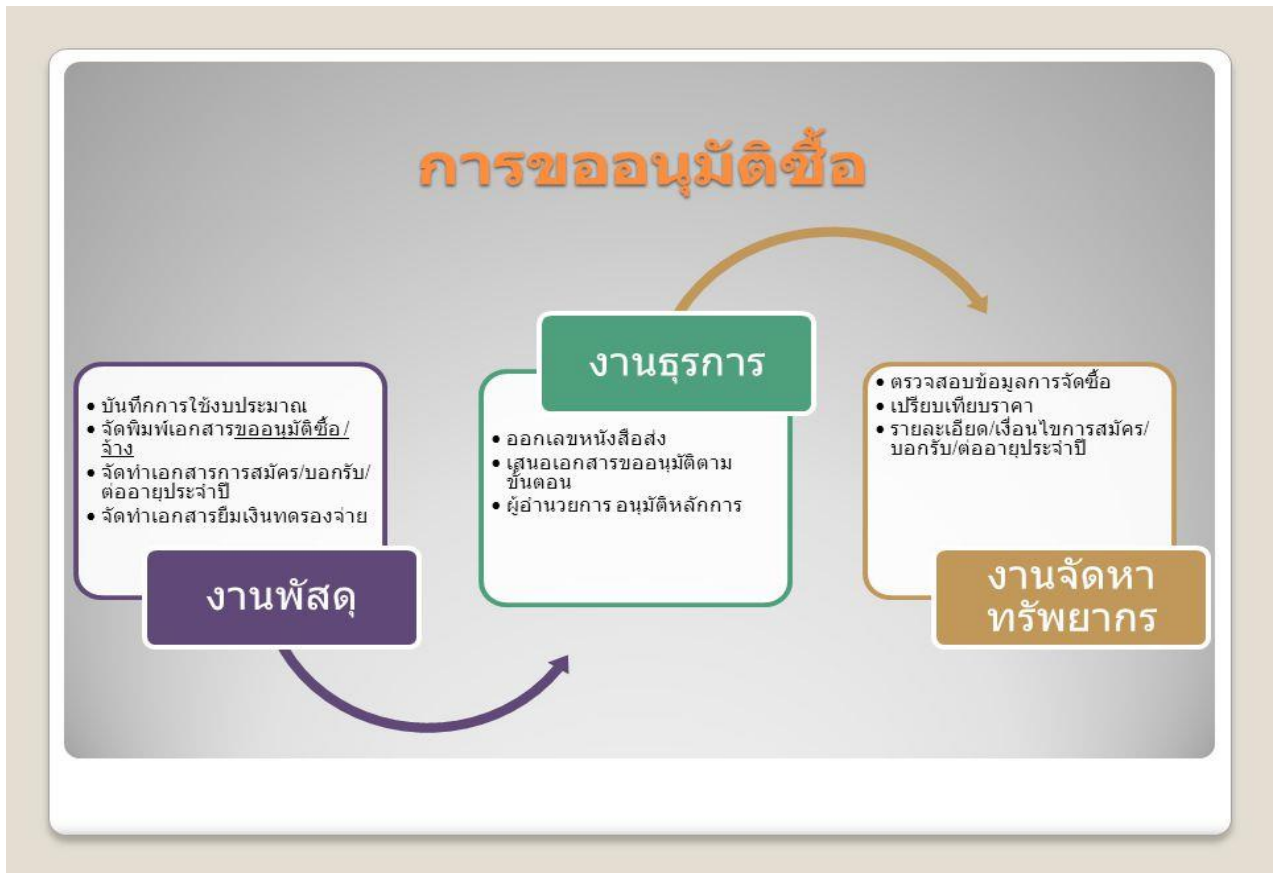 การขออนุมัติซื้อ
• บันทึกการใช้งบประมาณ
• จัดพิมพ์เอกสารขออนุมัติซื้อ/
จ้าง
• จัดทำเอกสารการสมัคร/บอกรับ/
ต่ออายุประจำปี
• จัดทำเอกสารยืมเงินทดรองจ่าย
งานพัสดุ
งานธุรการ
• ออกเลขหนังสือส่ง
• เสนอเอกสารขออนุมัติตาม
ขั้นตอน
• ผู้อำนวยการ อนุมัติหลักการ
• ตรวจสอบข้อมูลการจัดซื้อ
• เปรียบเทียบราคา
• รายละเอียด/เงื่อนไขการสมัคร/
บอกรับ/ต่ออายุประจำปี
งานจัดหา
ทรัพยากร